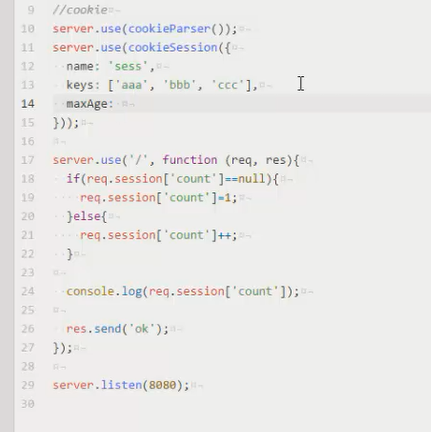 9 //cookie
10 server.use(cookieParser());
11 server.use(cookieSession({
12 name: 'sess',
13 keys: ['aaa', 'bbb', 'ccc'],
14 maxAge:
15 }));
16
17 server.use('/', function (req, res){
18 if(req.session['count']==null){
19 req.session['count']=1;
20 }else{
21 req.session['count']++;
22 }
23
24 console.log(req.session['count']);
25
26 res.send('ok');
27 });
28
29 server.listen(8080);
30